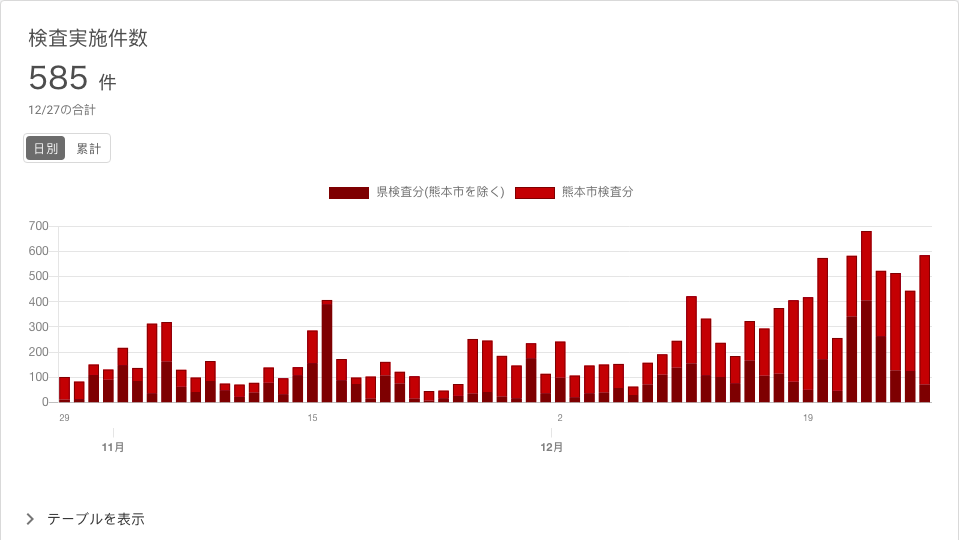 検査実施件数
585 件
12/27の合計
日別 累計
県検査分(熊本市を除く) 熊本市検査分
700
600
500
400
300
200
100
0
29 15 2 19
11月 12月
テーブルを表示